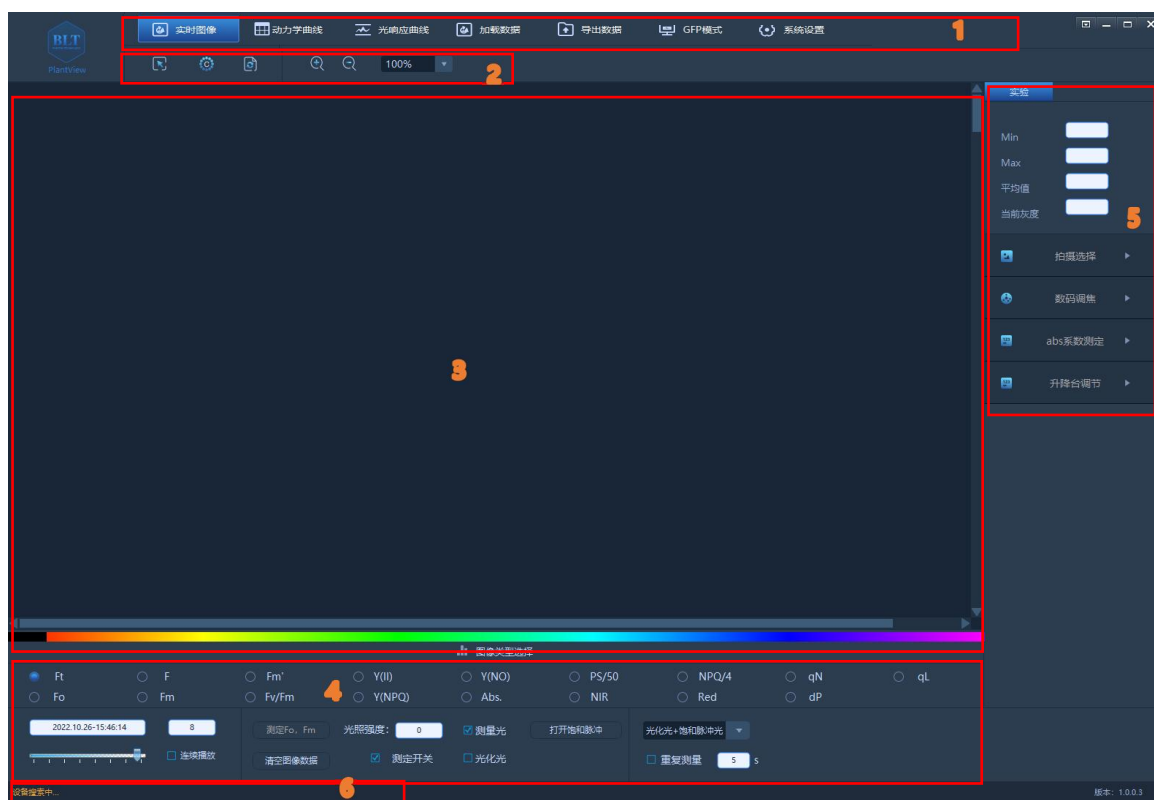 实时图像 动力学曲线 光响应曲线 加载数据 导出数据 GFP模式 系统设置 1
BLT
PlantView
100% 2
实验
Min
Max
平均值
当前灰度
5
拍摄选择
数码调焦
abs系数测定
升降台调节
3
图像类型选择
Ft F Fm' Y(II) Y(NO) PS/50 NPQ/4 qN qL
Fo Fm Fv/Fm 4 Y(NPQ) Abs. NIR Red dP
2022.10.26-15:46:14 8 测定Fo, Fm 光照强度: 0 测量光 打开饱和脉冲 光化光+饱和脉冲光
连续播放 清空图像数据 测定开关 光化光 重复测量 5 s
设备搜索中... 6 版本: 1.0.0.3